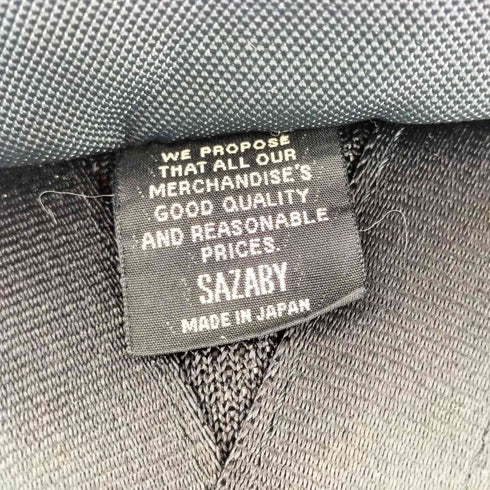 WE PROPOSE
THAT ALL OUR
MERCHANDISE'S
GOOD QUALITY
AND REASONABLE
PRICES.
SAZABY
MADE IN JAPAN